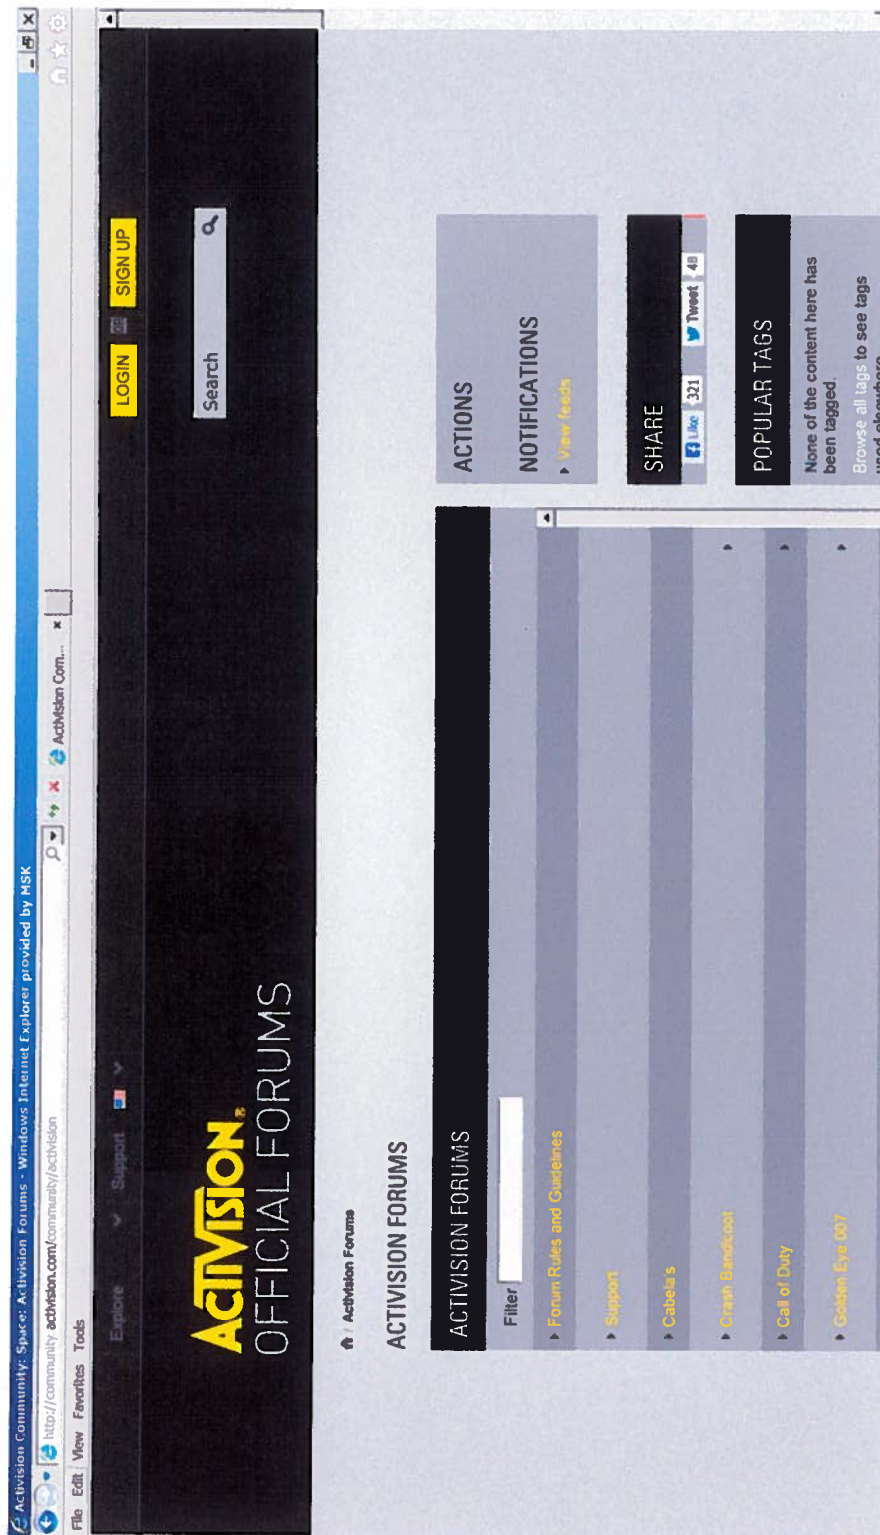 Activision Community: Space: Activision Forums - Windows Internet Explorer provided by MSK
http://community.activision.com/community/activision
Activision Com...
File Edit View Favorites Tools
Explore Support LOGIN OR SIGN UP
ACTIVISION®
OFFICIAL FORUMS
Search
/ Activision Forums
ACTIVISION FORUMS
ACTIVISION FORUMS
Filter
Forum Rules and Guidelines
Support
Cabela's
Crash Bandicoot
Call of Duty
Golden Eye 007
ACTIONS
NOTIFICATIONS
View feeds
SHARE
Like 321 Tweet 48
POPULAR TAGS
None of the content here has
been tagged.
Browse all tags to see tags
used elsewhere